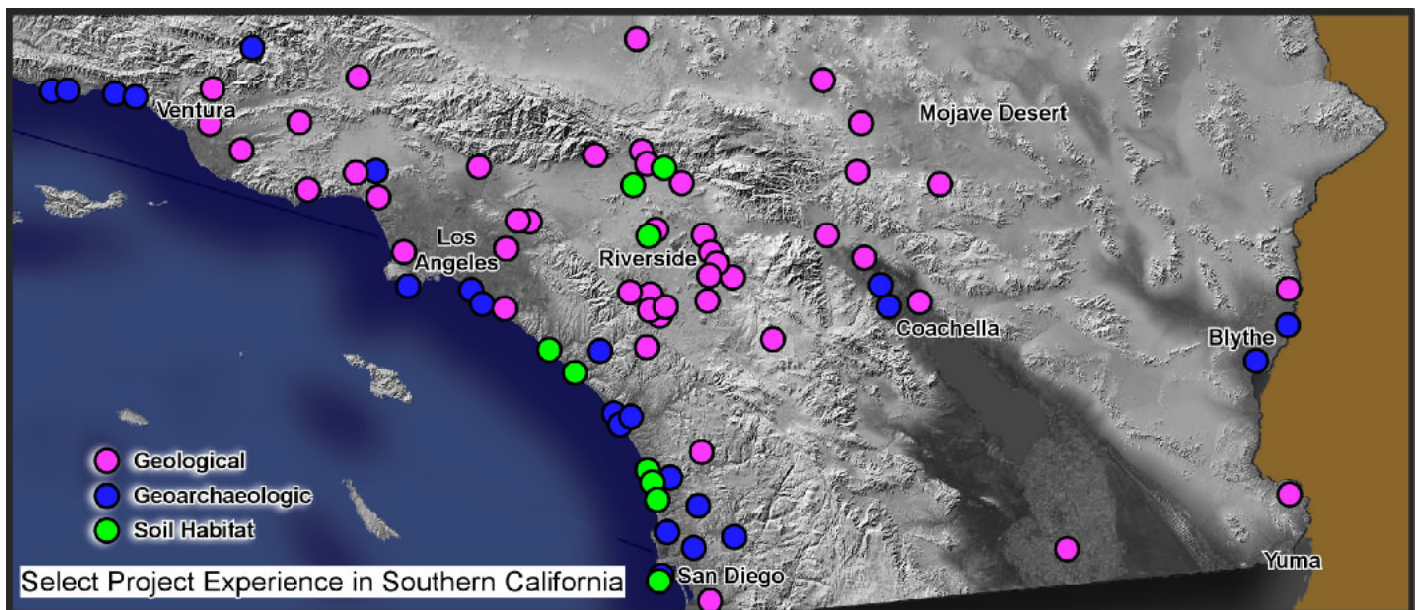 Ventura
Mojave Desert
Los
Angeles
Riverside
Coachella
Blythe
Geological
Geoarchaeologic
Soil Habitat
Yuma
San Diego
Select Project Experience in Southern California